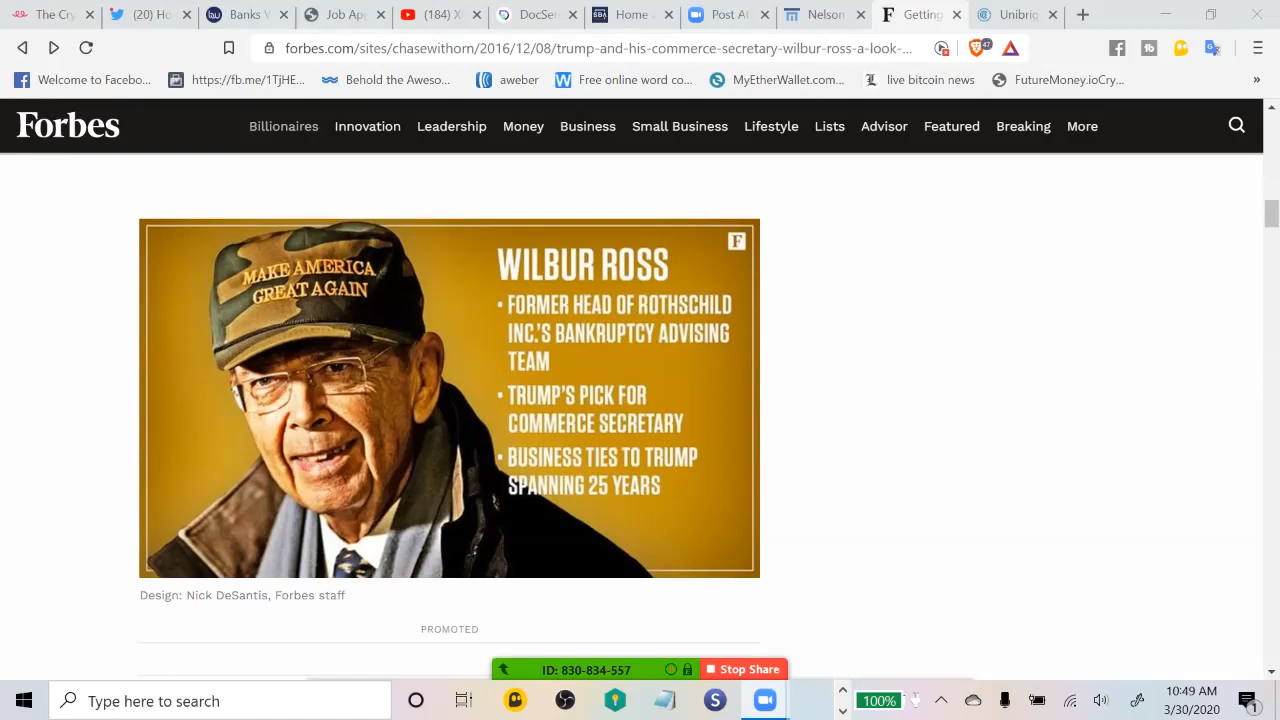 The Cry
(20) Ho
Behind
Job App
(184)
DocSer
Home
Post At
Nelson
Getting
Unibrig
forbes.com/sites/chasewithorn/2016/12/08/trump-and-his-commerce-secretary-wilbur-ross-a-look-...
47
Welcome to Facebo...
https://fb.me/1TjHE...
Behold the Aweso...
aweber
Free online word co...
MyEtherWallet.com...
live bitcoin news
FutureMoney.ioCry...
»
Forbes
Billionaires Innovation Leadership Money Business Small Business Lifestyle Lists Advisor Featured Breaking More
MAKE AMERICA
GREAT AGAIN
F
WILBUR ROSS
• FORMER HEAD OF ROTHSCHILD
INC.'S BANKRUPTCY ADVISING
TEAM
• TRUMP'S PICK FOR
COMMERCE SECRETARY
• BUSINESS TIES TO TRUMP
SPANNING 25 YEARS
Design: Nick DeSantis, Forbes staff
PROMOTED
ID: 830-834-557
Stop Share
Type here to search
100%
10:49 AM
3/30/2020
1